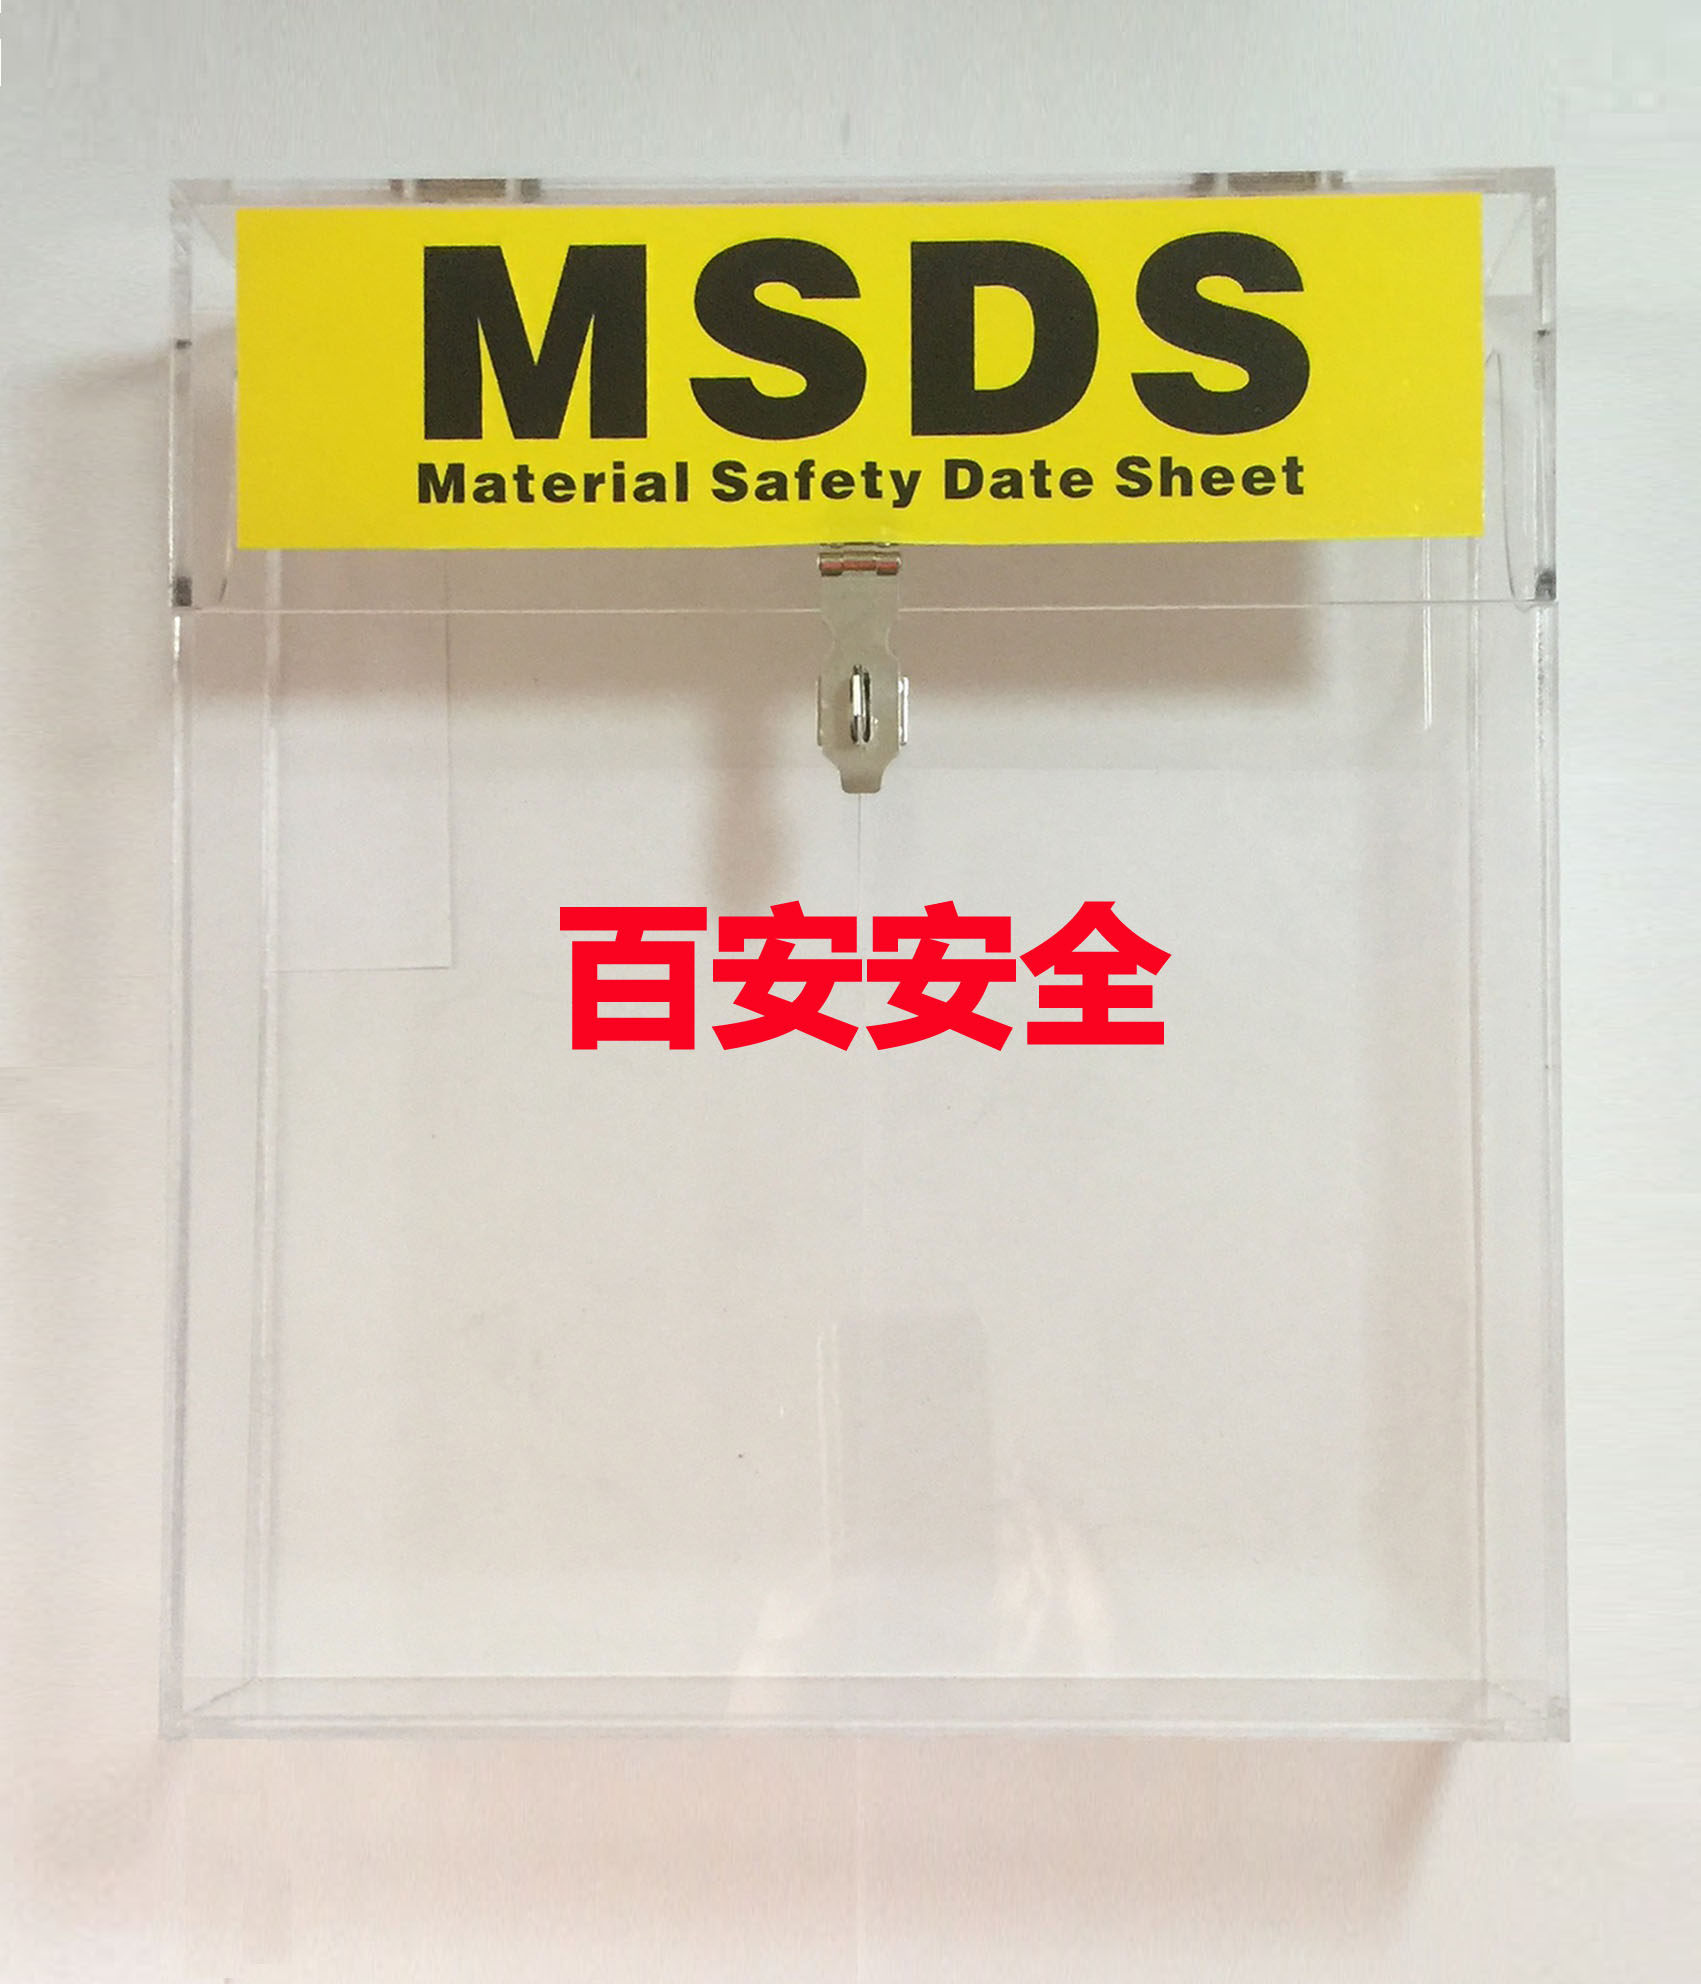 MSDS
Material Safety Date Sheet
百安安全